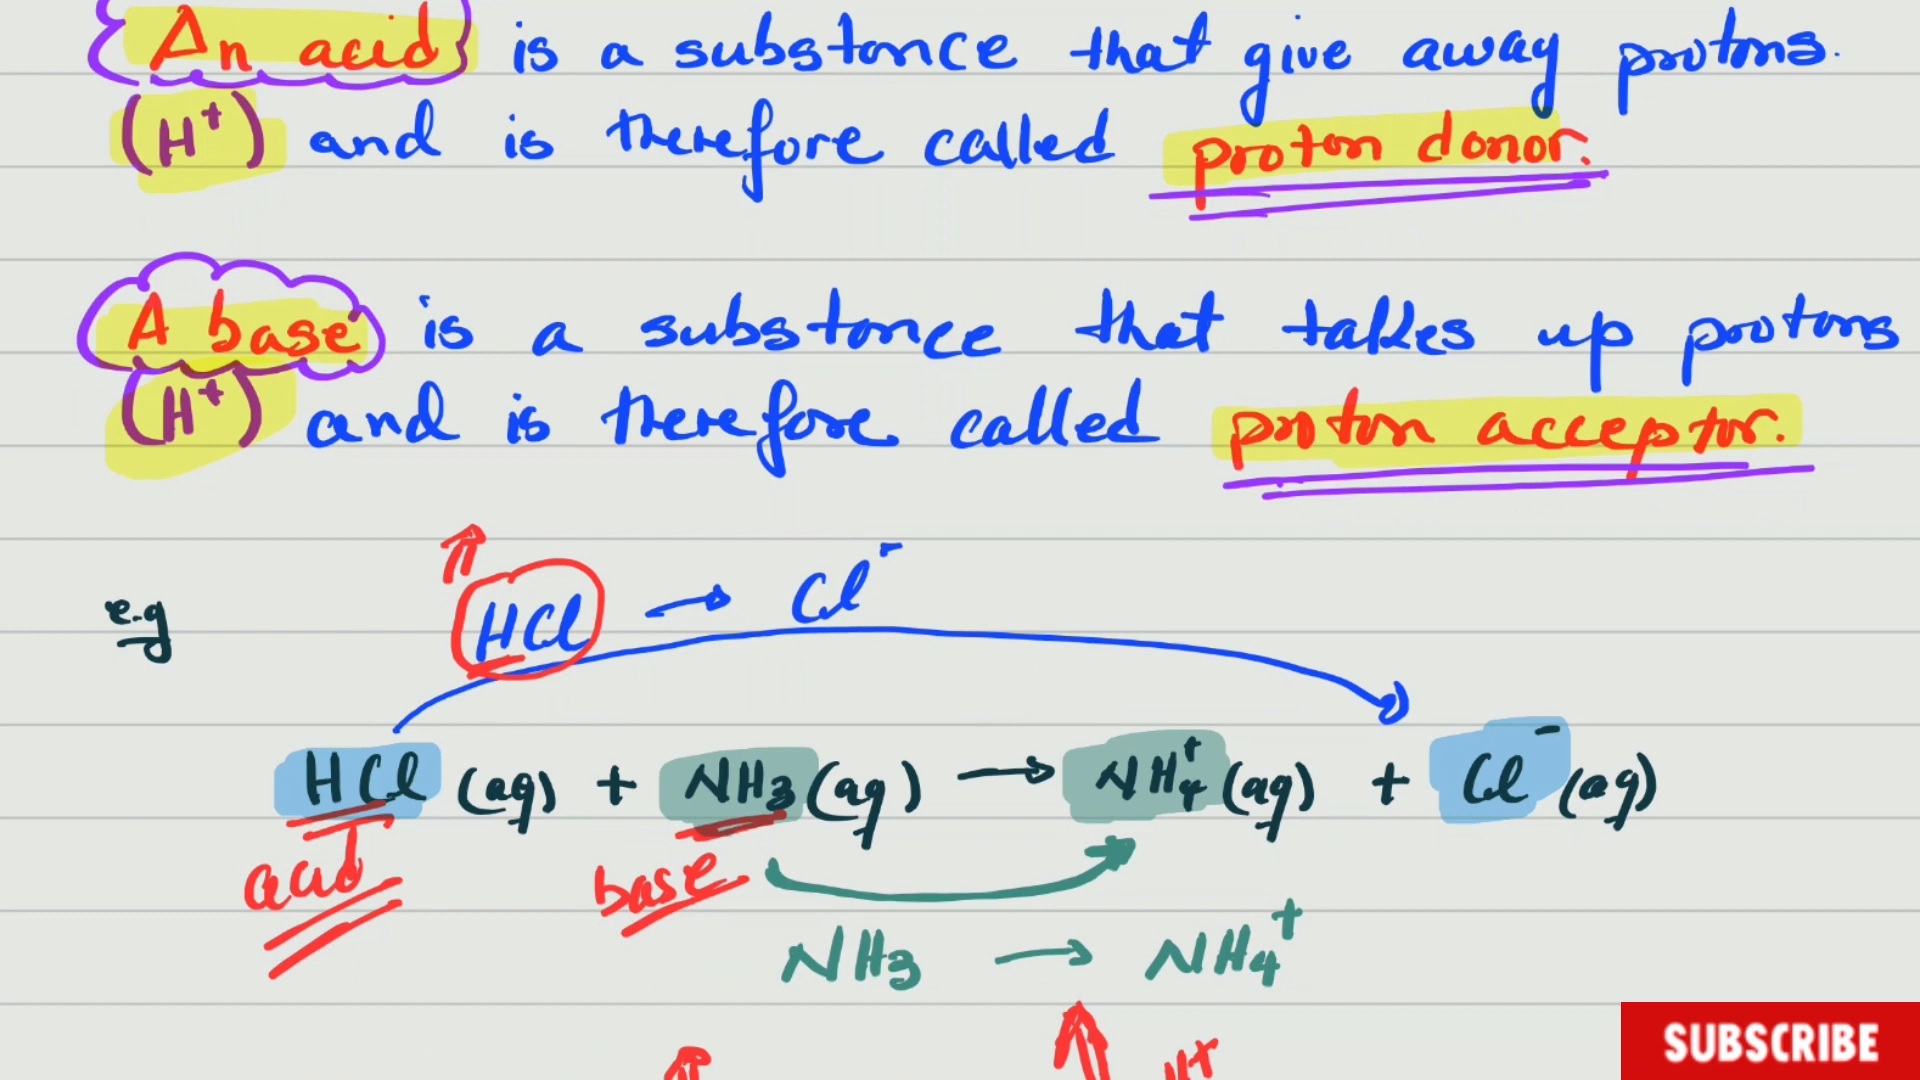 An acid is a substance that give away protons.
(H⁺) and is therefore called proton donor.
A base is a substance that takes up protons
(H⁺) and is therefore called proton acceptor.
e.g
HCl → Cl⁻
HCl (aq) + NH₃ (aq) → NH₄⁺ (aq) + Cl⁻ (aq)
acid base
NH₃ → NH₄⁺
H⁺
SUBSCRIBE